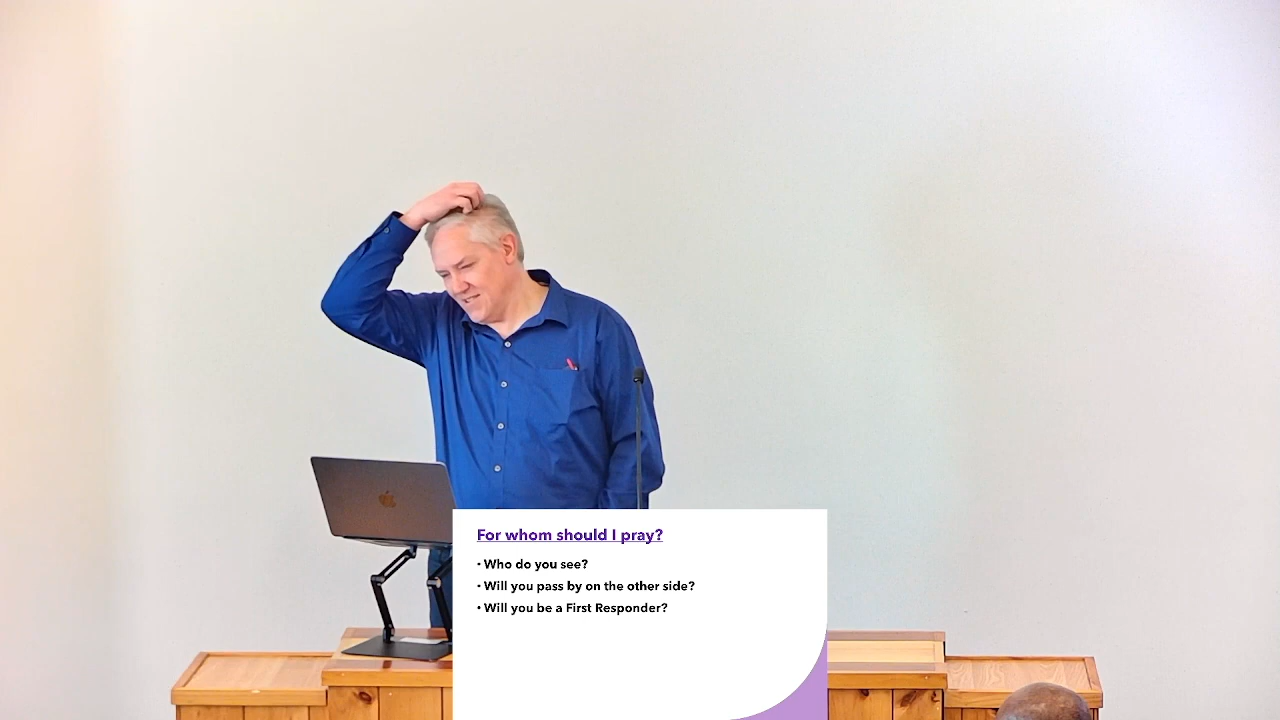 For whom should I pray?
• Who do you see?
• Will you pass by on the other side?
• Will you be a First Responder?